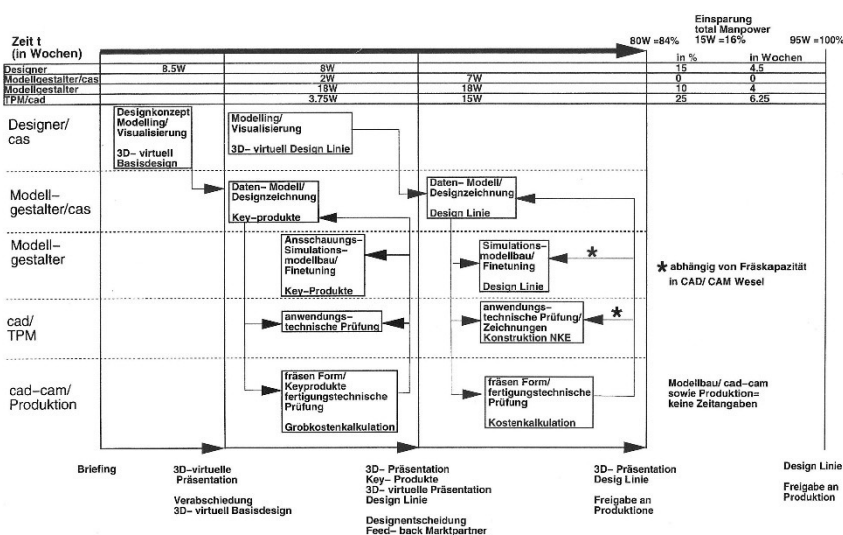 Einsparung
total Manpower
Zeit t
(in Wochen)
80W =84%
15W =16%
95W =100%
in %
in Wochen
Designer
8.5W
8W
15
4.5
Modellgestalter/cas
2W
7W
0
0
Modellgestalter
18W
18W
10
4
TPM/cad
3.75W
15W
25
6.25
Designer/
cas
Designkonzept
Modelling/
Visualisierung
3D– virtuell
Basisdesign
Modelling/
Visualisierung
3D– virtuell Design Linie
Modell–
gestalter/cas
Daten– Modell/
Designzeichnung
Key–produkte
Daten– Modell/
Designzeichnung
Design Linie
Modell–
gestalter
Ansschauungs–
Simulations–
modellbau/
Finetuning
Key–Produkte
Simulations–
modellbau/
Finetuning
Design Linie
*
* abhängig von Fräskapazität
in CAD/ CAM Wesel
cad/
TPM
anwendungs–
technische Prüfung
anwendungs–
technische Prüfung/
Zeichnungen
Konstruktion NKE
*
cad–cam/
Produktion
fräsen Form/
Keyprodukte
fertigungstechnische
Prüfung
Grobkostenkalkulation
fräsen Form/
fertigungstechnische
Prüfung
Kostenkalkulation
Modellbau/ cad–cam
sowie Produktion=
keine Zeitangaben
Briefing
3D–virtuelle
Präsentation
Verabschiedung
3D– virtuell Basisdesign
3D– Präsentation
Key– Produkte
3D– virtuelle Präsentation
Design Linie
Designentscheidung
Feed– back Marktpartner
3D– Präsentation
Desig Linie
Freigabe an
Produktione
Design Linie
Freigabe an
Produktion